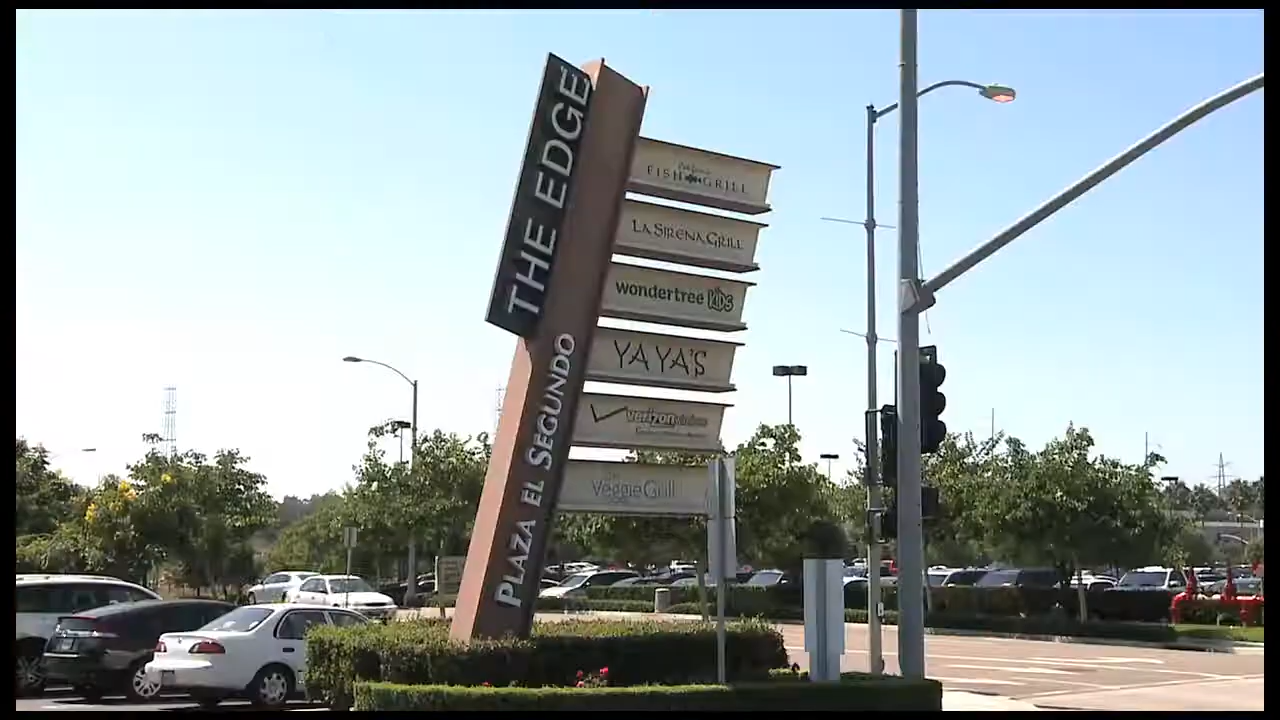 THE EDGE
PLAZA EL SEGUNDO
FISH GRILL
LA SIRENA GRILL
wondertree KIDS
YA YA'S
verizon
Veggie Grill